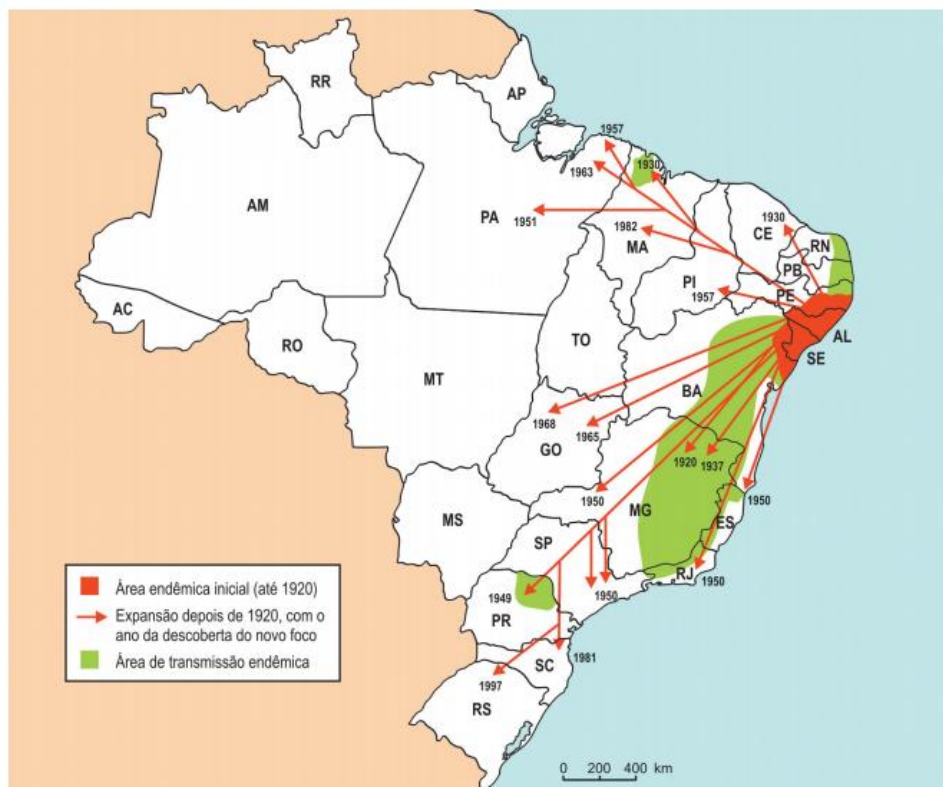 RR
AP
1957
1963
1930
AM
PA
1951
1982
MA
CE
1930
RN
PB
PI
1957
PE
AC
RO
TO
AL
SE
MT
BA
1968
1965
GO
1920
1937
1950
1950
MG
ES
MS
SP
RJ
1950
1950
1949
PR
SC
1981
1997
RS
Área endêmica inicial (até 1920)
Expansão depois de 1920, com o
ano da descoberta do novo foco
Área de transmissão endêmica
0 200 400 km